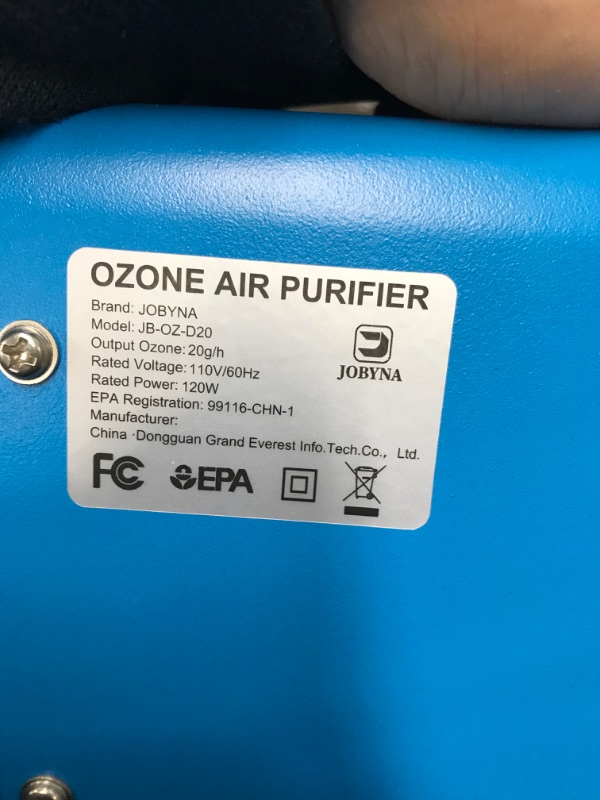 OZONE AIR PURIFIER
Brand: JOBYNA
Model: JB-OZ-D20
Output Ozone: 20g/h
Rated Voltage: 110V/60Hz
Rated Power: 120W
EPA Registration: 99116-CHN-1
Manufacturer:
China ·Dongguan Grand Everest Info.Tech.Co., Ltd.
JOBYNA
FC EPA